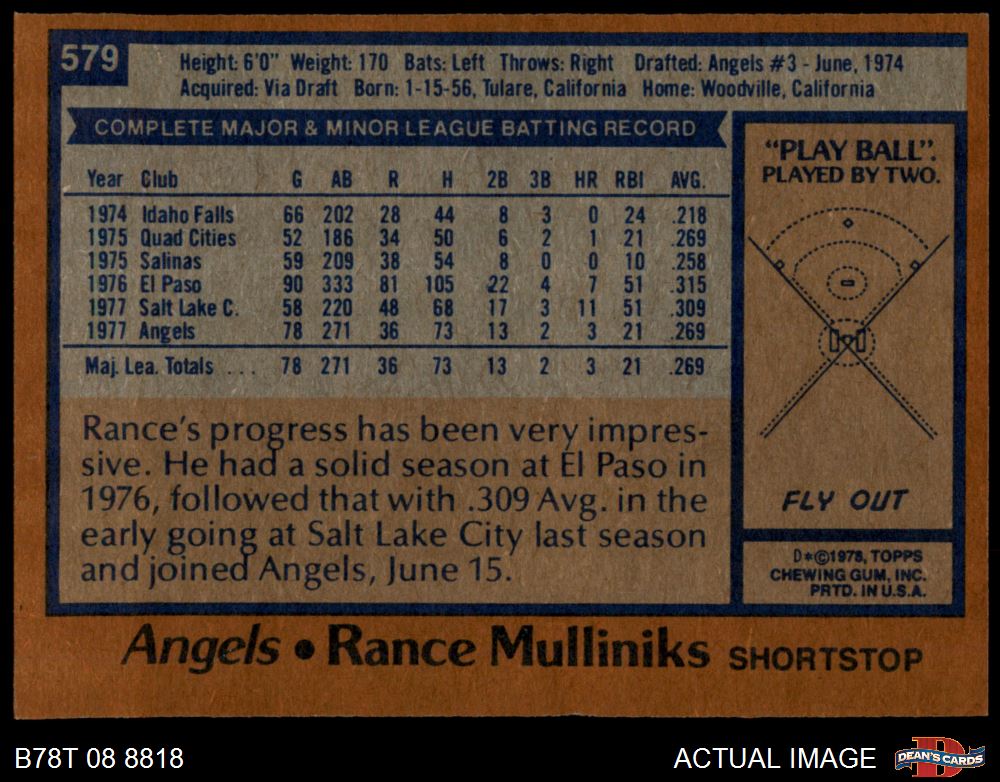 579
Height: 6'0" Weight: 170 Bats: Left Throws: Right Drafted: Angels #3 - June, 1974
Acquired: Via Draft Born: 1-15-56, Tulare, California Home: Woodville, California
COMPLETE MAJOR & MINOR LEAGUE BATTING RECORD
Year Club G AB R H 2B 3B HR RBI AVG.
1974 Idaho Falls 66 202 28 44 8 3 0 24 .218
1975 Quad Cities 52 186 34 50 6 2 1 21 .269
1975 Salinas 59 209 38 54 8 0 0 10 .258
1976 El Paso 90 333 81 105 22 4 7 51 .315
1977 Salt Lake C. 58 220 48 68 17 3 11 51 .309
1977 Angels 78 271 36 73 13 2 3 21 .269
Maj. Lea. Totals . . . 78 271 36 73 13 2 3 21 .269
Rance's progress has been very impres-
sive. He had a solid season at El Paso in
1976, followed that with .309 Avg. in the
early going at Salt Lake City last season
and joined Angels, June 15.
"PLAY BALL".
PLAYED BY TWO.
FLY OUT
D*©1978, TOPPS
CHEWING GUM, INC.
PRTD. IN U.S.A.
Angels • Rance Mulliniks SHORTSTOP
B78T 08 8818
ACTUAL IMAGE
D
DEAN'S CARDS